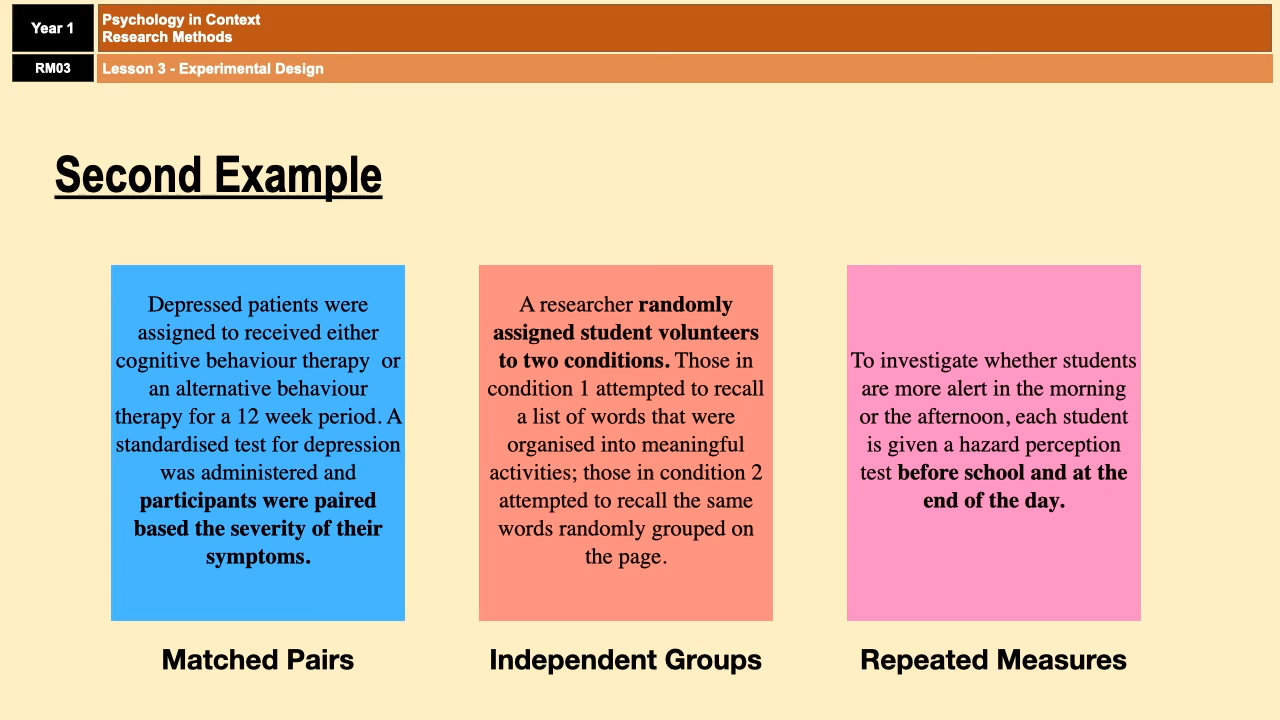 Year 1
Psychology in Context
Research Methods
RM03
Lesson 3 - Experimental Design
Second Example
Depressed patients were
assigned to received either
cognitive behaviour therapy  or
an alternative behaviour
therapy for a 12 week period. A
standardised test for depression
was administered and
participants were paired
based the severity of their
symptoms.
Matched Pairs
A researcher randomly
assigned student volunteers
to two conditions. Those in
condition 1 attempted to recall
a list of words that were
organised into meaningful
activities; those in condition 2
attempted to recall the same
words randomly grouped on
the page.
Independent Groups
To investigate whether students
are more alert in the morning
or the afternoon, each student
is given a hazard perception
test before school and at the
end of the day.
Repeated Measures